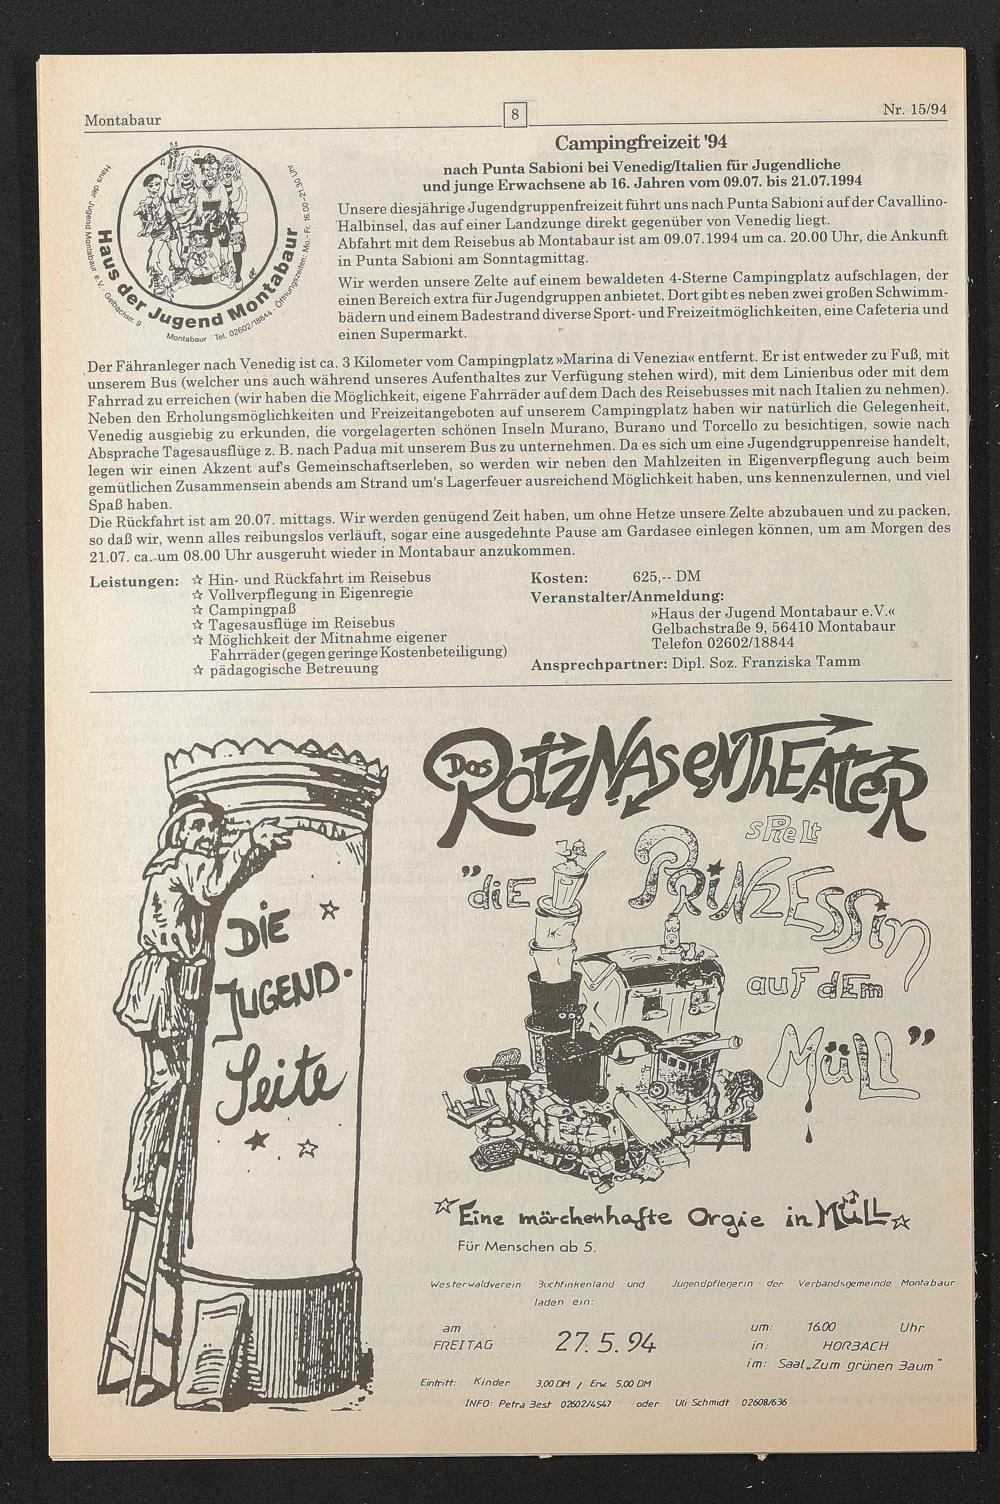 Montabaur
8
Nr. 15/94
Haus der Jugend Montabaur
Haus der Jugend Montabaur e.V. · Gelbachstr. 9 · Montabaur · Tel. 02602/18844 · Öffnungszeiten: Mo.–Fr. 16.00–21.30 Uhr
Campingfreizeit '94
nach Punta Sabioni bei Venedig/Italien für Jugendliche
und junge Erwachsene ab 16. Jahren vom 09.07. bis 21.07.1994
Unsere diesjährige Jugendgruppenfreizeit führt uns nach Punta Sabioni auf der Cavallino-
Halbinsel, das auf einer Landzunge direkt gegenüber von Venedig liegt.
Abfahrt mit dem Reisebus ab Montabaur ist am 09.07.1994 um ca. 20.00 Uhr, die Ankunft
in Punta Sabioni am Sonntagmittag.
Wir werden unsere Zelte auf einem bewaldeten 4-Sterne Campingplatz aufschlagen, der
einen Bereich extra für Jugendgruppen anbietet. Dort gibt es neben zwei großen Schwimm-
bädern und einem Badestrand diverse Sport- und Freizeitmöglichkeiten, eine Cafeteria und
einen Supermarkt.
Der Fähranleger nach Venedig ist ca. 3 Kilometer vom Campingplatz »Marina di Venezia« entfernt. Er ist entweder zu Fuß, mit
unserem Bus (welcher uns auch während unseres Aufenthaltes zur Verfügung stehen wird), mit dem Linienbus oder mit dem
Fahrrad zu erreichen (wir haben die Möglichkeit, eigene Fahrräder auf dem Dach des Reisebusses mit nach Italien zu nehmen).
Neben den Erholungsmöglichkeiten und Freizeitangeboten auf unserem Campingplatz haben wir natürlich die Gelegenheit,
Venedig ausgiebig zu erkunden, die vorgelagerten schönen Inseln Murano, Burano und Torcello zu besichtigen, sowie nach
Absprache Tagesausflüge z. B. nach Padua mit unserem Bus zu unternehmen. Da es sich um eine Jugendgruppenreise handelt,
legen wir einen Akzent auf's Gemeinschaftserleben, so werden wir neben den Mahlzeiten in Eigenverpflegung auch beim
gemütlichen Zusammensein abends am Strand um's Lagerfeuer ausreichend Möglichkeit haben, uns kennenzulernen, und viel
Spaß haben.
Die Rückfahrt ist am 20.07. mittags. Wir werden genügend Zeit haben, um ohne Hetze unsere Zelte abzubauen und zu packen,
so daß wir, wenn alles reibungslos verläuft, sogar eine ausgedehnte Pause am Gardasee einlegen können, um am Morgen des
21.07. ca. um 08.00 Uhr ausgeruht wieder in Montabaur anzukommen.
Leistungen: ☆ Hin- und Rückfahrt im Reisebus
☆ Vollverpflegung in Eigenregie
☆ Campingpaß
☆ Tagesausflüge im Reisebus
☆ Möglichkeit der Mitnahme eigener
Fahrräder (gegen geringe Kostenbeteiligung)
☆ pädagogische Betreuung
Kosten: 625,-- DM
Veranstalter/Anmeldung:
»Haus der Jugend Montabaur e.V.«
Gelbachstraße 9, 56410 Montabaur
Telefon 02602/18844
Ansprechpartner: Dipl. Soz. Franziska Tamm
DIE
JUGEND-
Seite
Das RotzNasenTheater
spielt
"die Prinzessin
auf dem
Müll"
Eine märchenhafte Orgie in Müll
Für Menschen ab 5.
Westerwaldverein Buchfinkenland und Jugendpflegerin der Verbandsgemeinde Montabaur
laden ein:
am FREITAG 27. 5. 94
um: 16.00 Uhr
in: HORBACH
im: Saal „Zum grünen Baum"
Eintritt: Kinder 3,00 DM / Erw. 5,00 DM
INFO: Petra Best 02602/4547 oder Uli Schmidt 02608/636